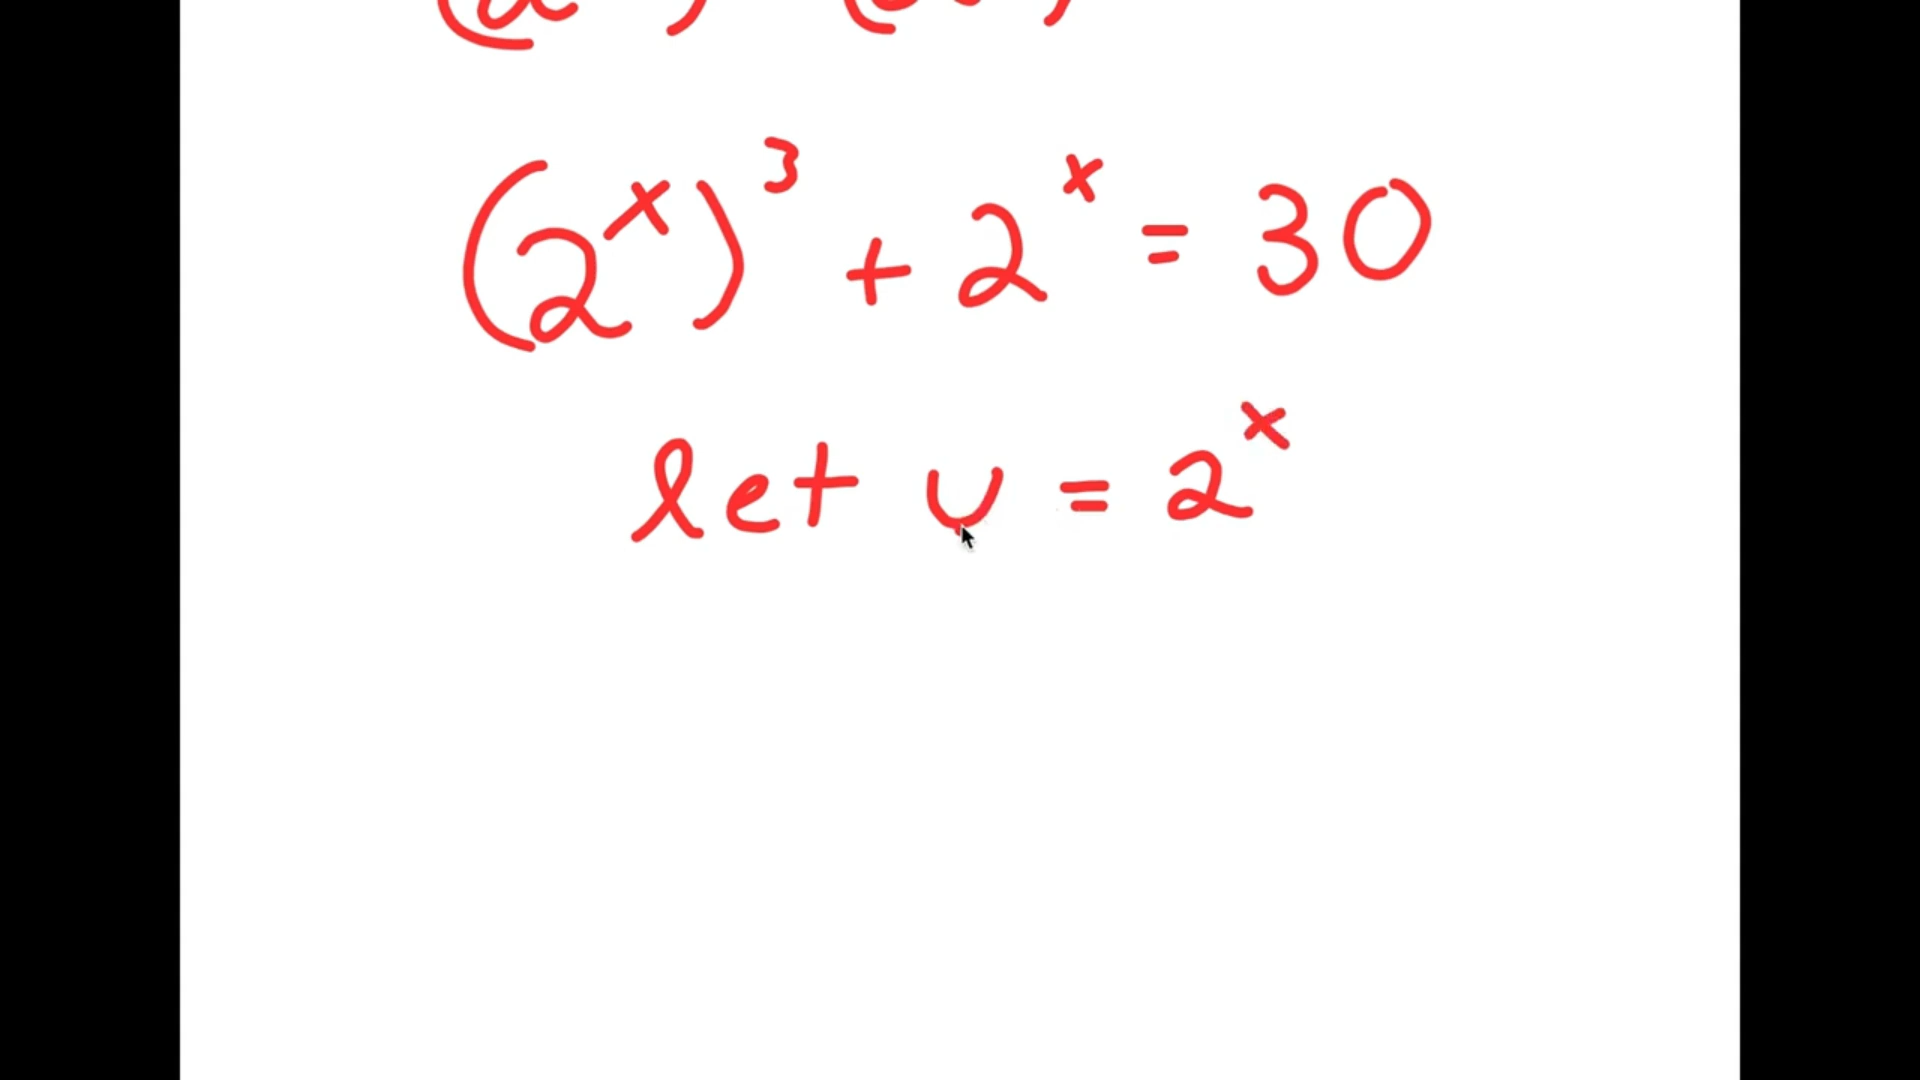 (2^x)^3 + 2^x = 30
let u = 2^x